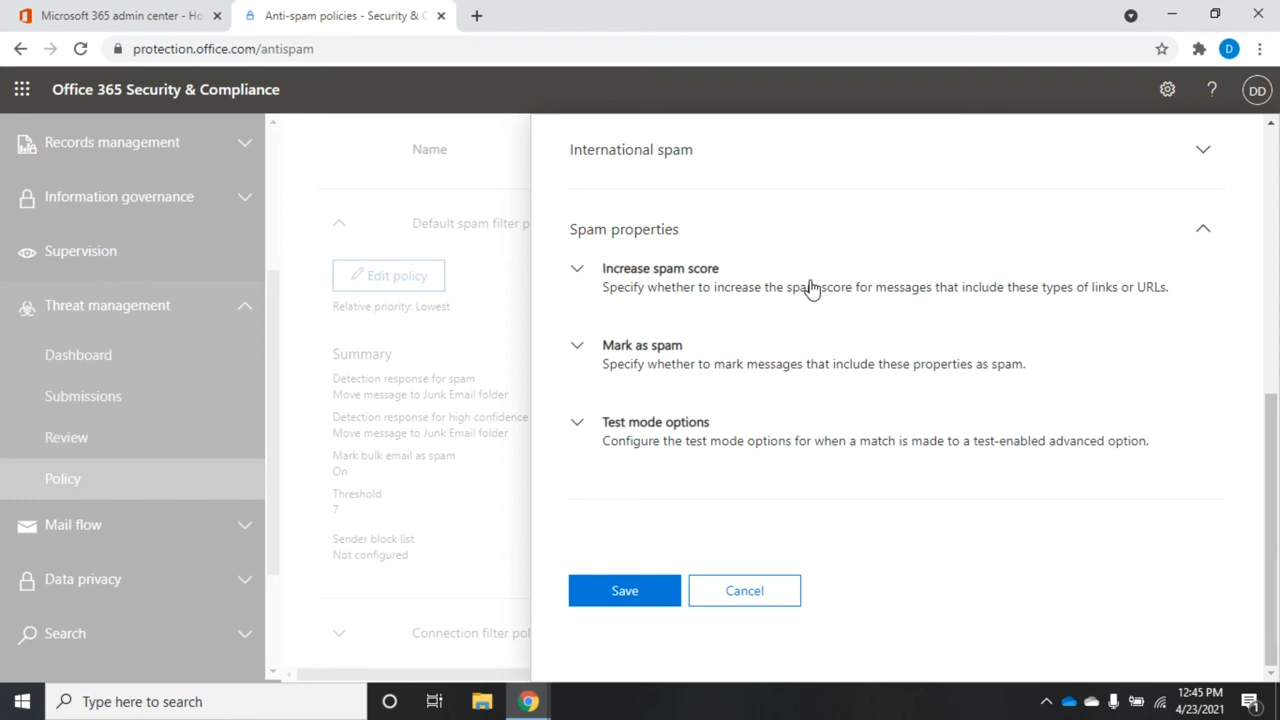 Microsoft 365 admin center - Ho
Anti-spam policies - Security & C
protection.office.com/antispam
D
Office 365 Security & Compliance
?
DD
Records management
Information governance
Supervision
Threat management
Dashboard
Submissions
Review
Policy
Mail flow
Data privacy
Search
Name
Default spam filter p
Edit policy
Relative priority: Lowest
Summary
Detection response for spam
Move message to Junk Email folder
Detection response for high confidence
Move message to Junk Email folder
Mark bulk email as spam
On
Threshold
7
Sender block list
Not configured
Connection filter pol
International spam
Spam properties
Increase spam score
Specify whether to increase the spam score for messages that include these types of links or URLs.
Mark as spam
Specify whether to mark messages that include these properties as spam.
Test mode options
Configure the test mode options for when a match is made to a test-enabled advanced option.
Save
Cancel
Type here to search
12:45 PM
4/23/2021
1